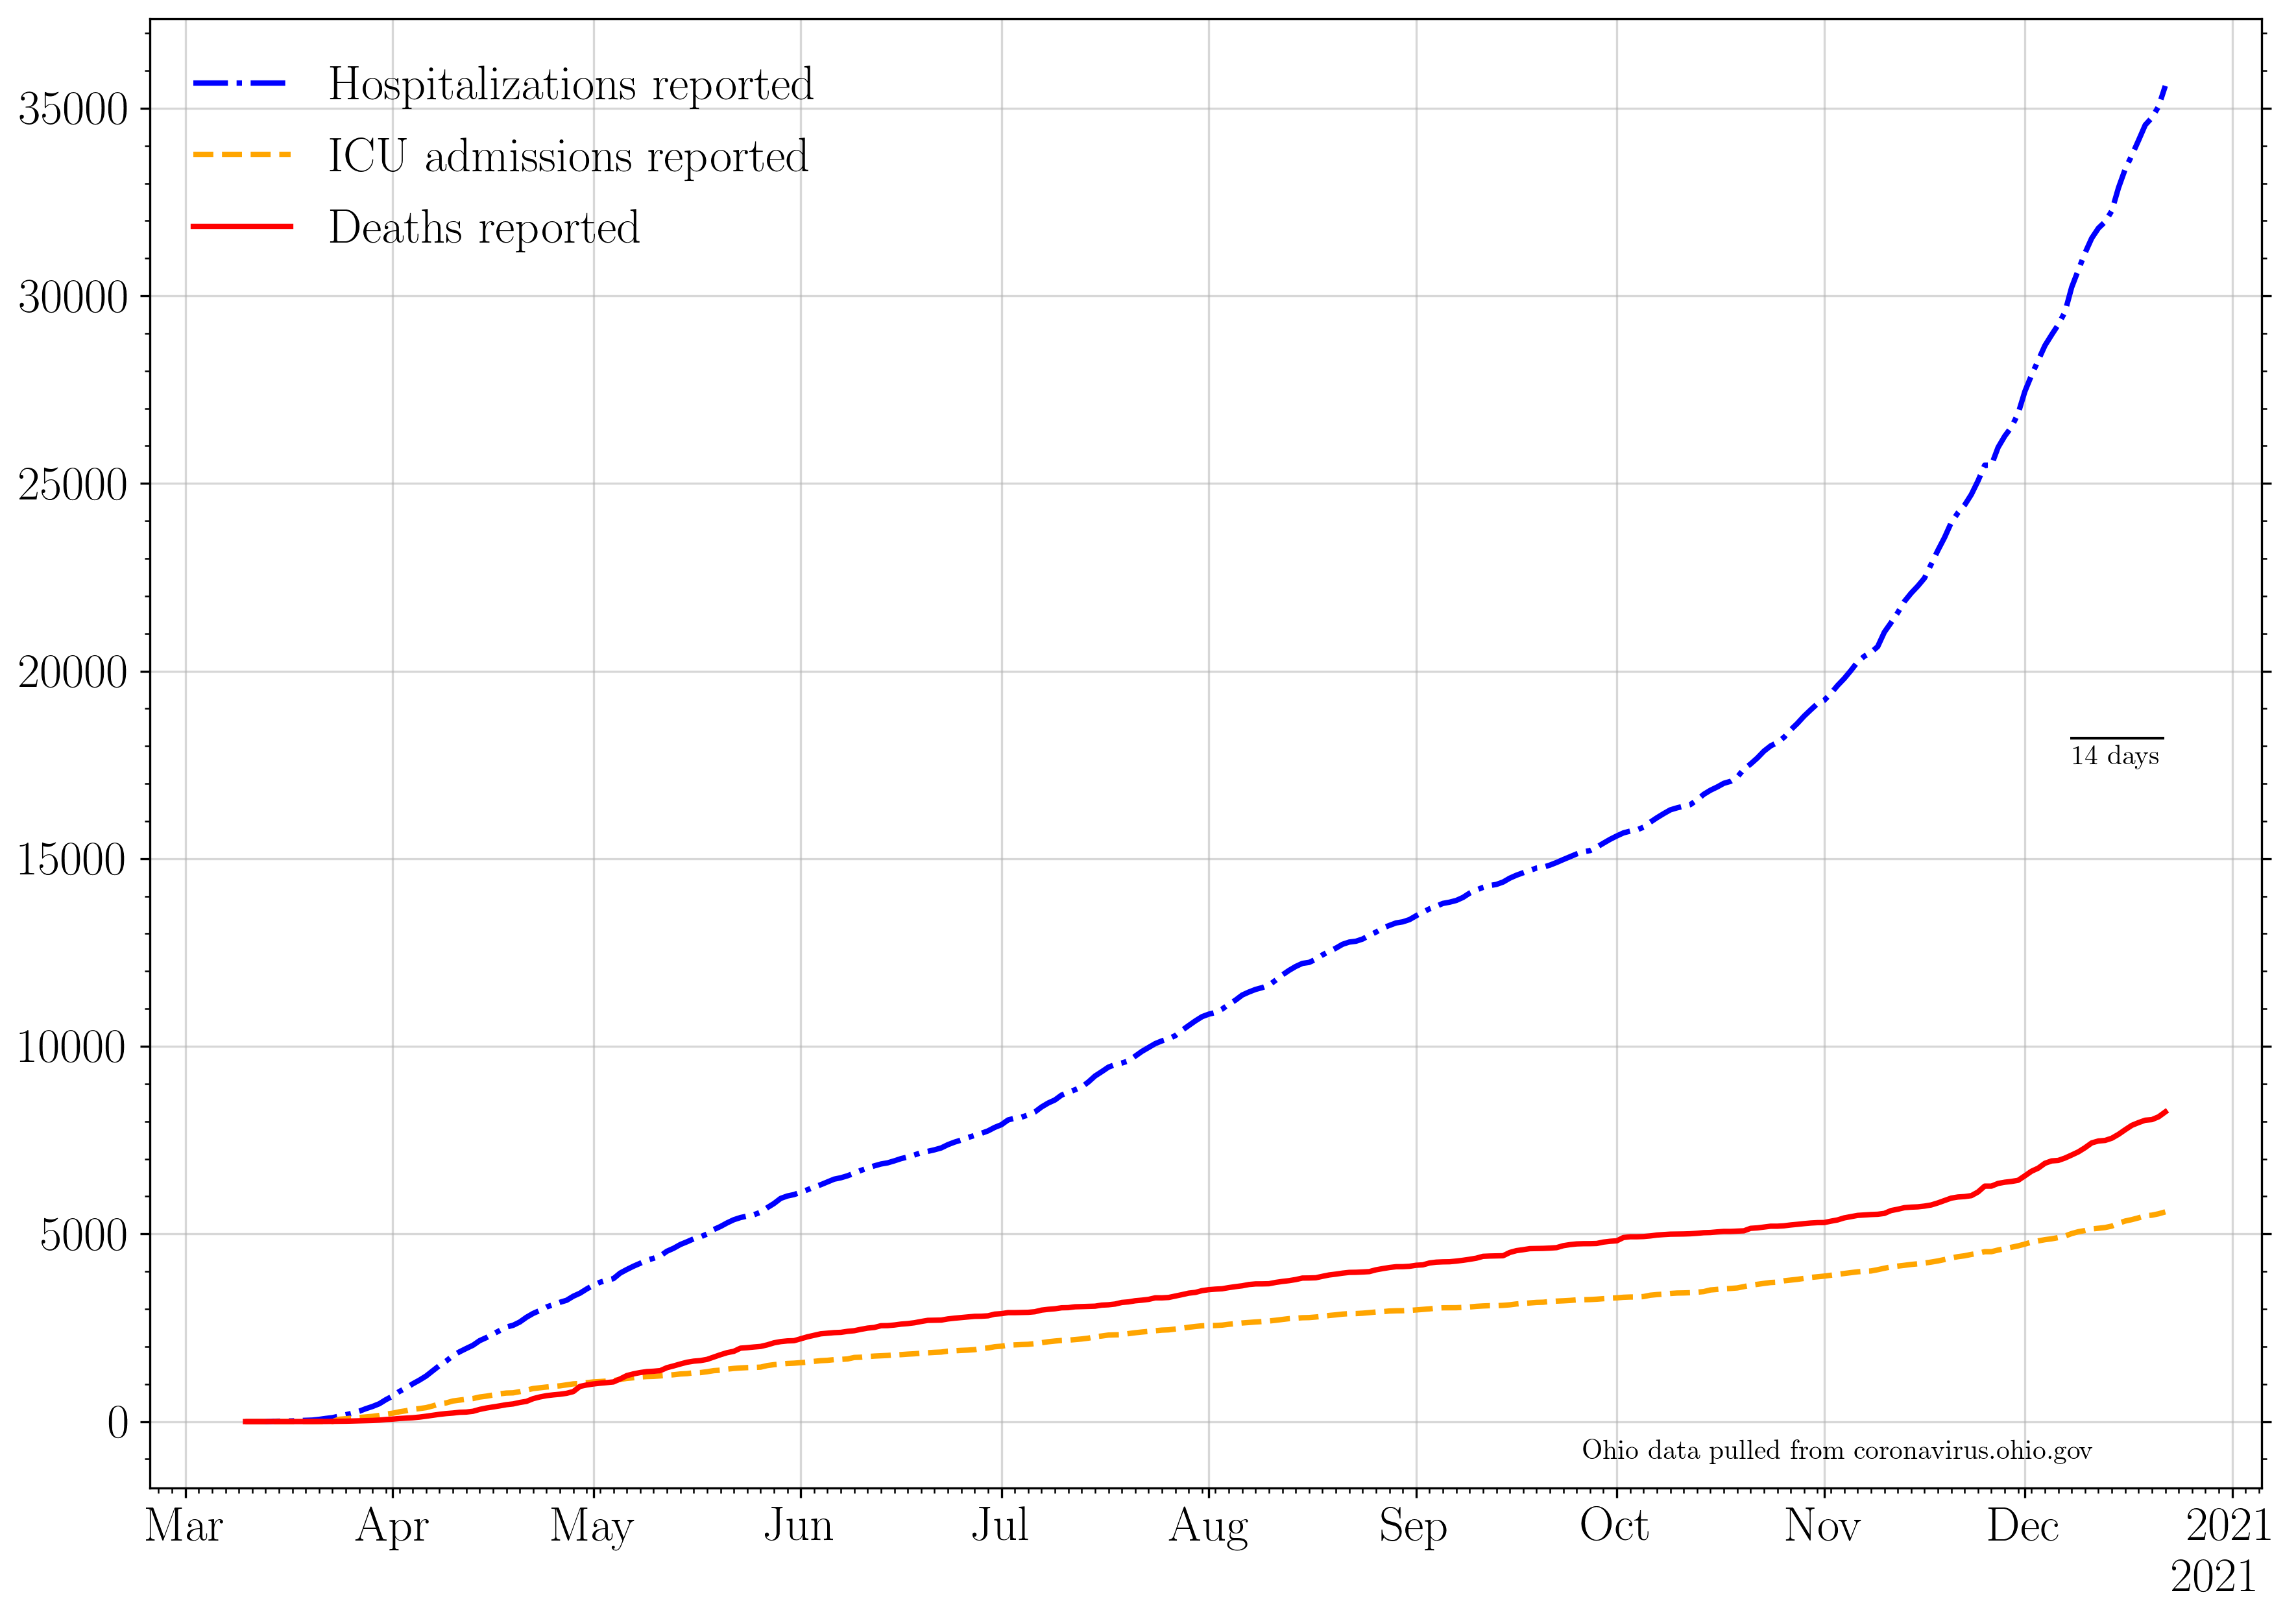 Hospitalizations reported
ICU admissions reported
Deaths reported
35000
30000
25000
20000
15000
10000
5000
0
14 days
Ohio data pulled from coronavirus.ohio.gov
Mar Apr May Jun Jul Aug Sep Oct Nov Dec 2021
2021